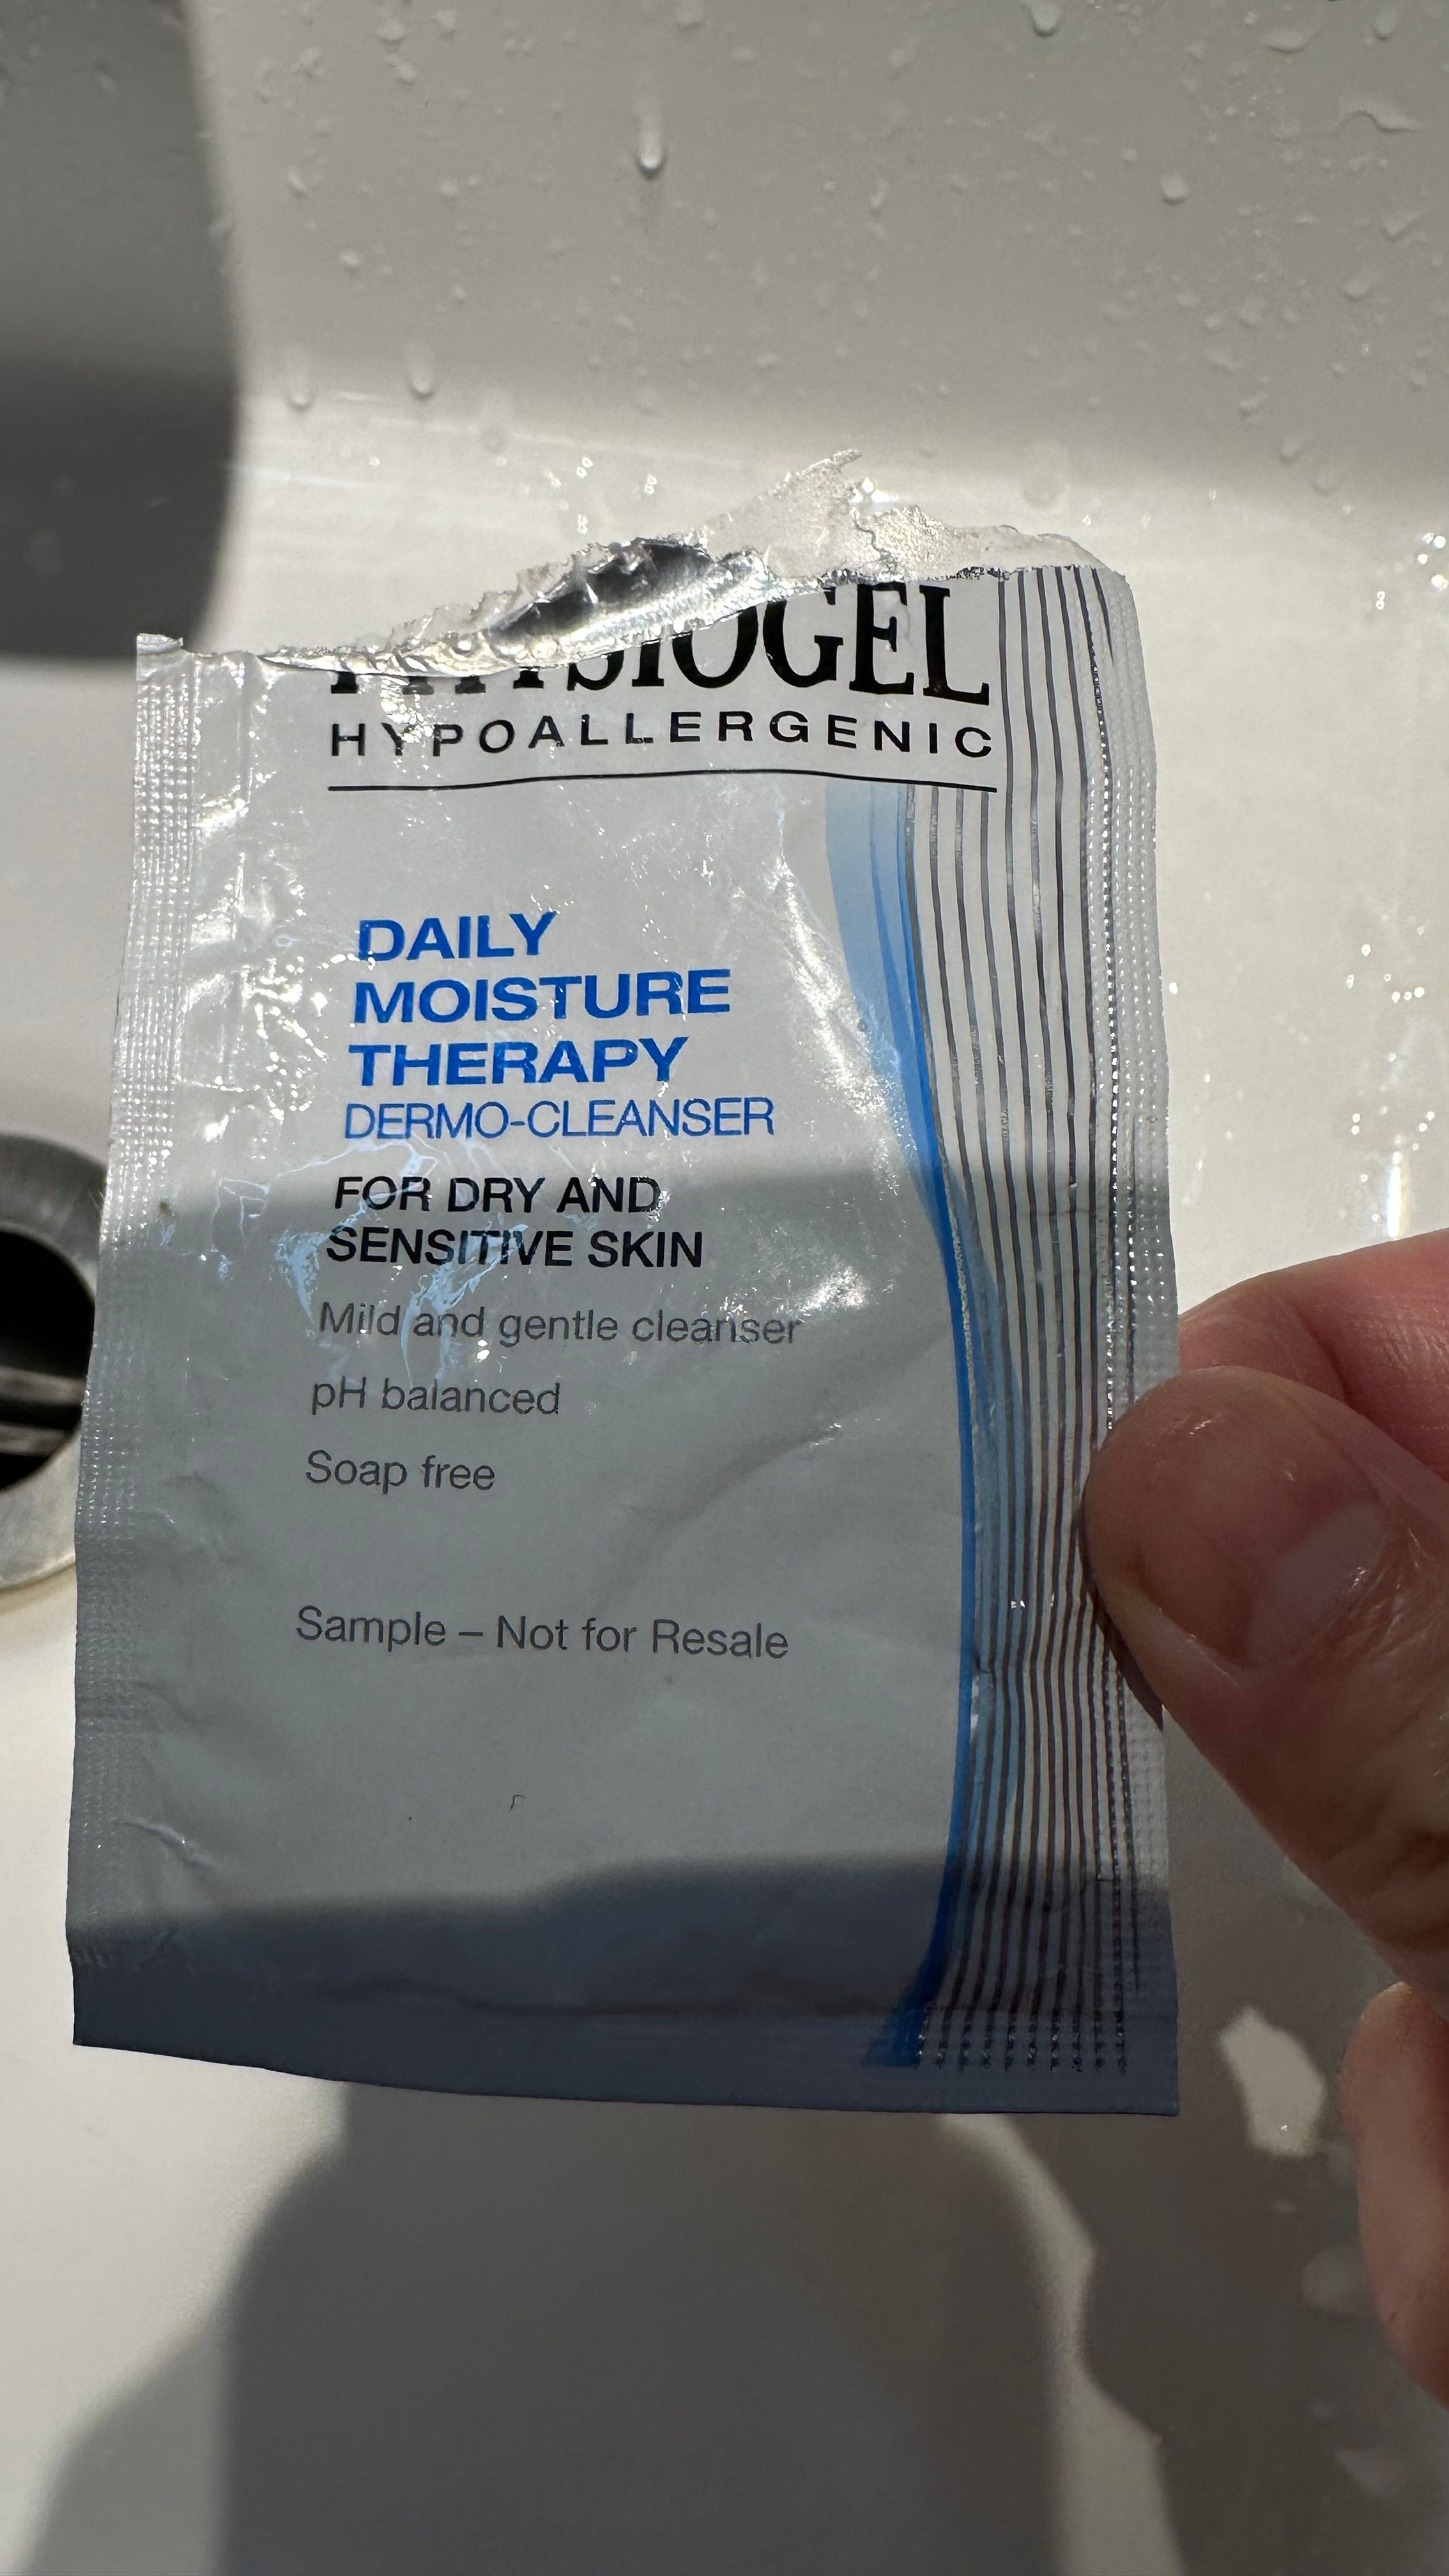 PHYSIOGEL
HYPOALLERGENIC
DAILY
MOISTURE
THERAPY
DERMO-CLEANSER
FOR DRY AND
SENSITIVE SKIN
Mild and gentle cleanser
pH balanced
Soap free
Sample – Not for Resale